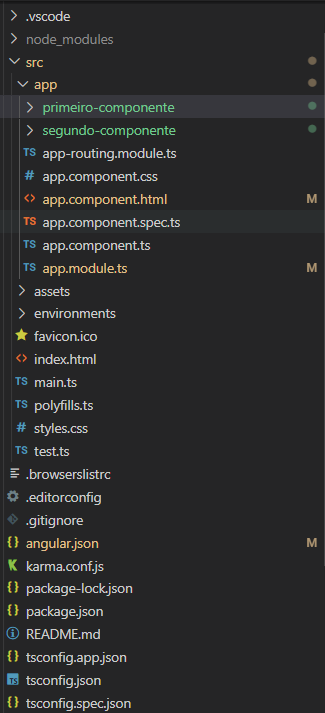 .vscode
node_modules
src
app
primeiro-componente
segundo-componente
TS app-routing.module.ts
# app.component.css
<> app.component.html M
TS app.component.spec.ts
TS app.component.ts
TS app.module.ts M
assets
environments
favicon.ico
<> index.html
TS main.ts
TS polyfills.ts
# styles.css
TS test.ts
.browserslistrc
.editorconfig
.gitignore
{} angular.json M
karma.conf.js
{} package-lock.json
{} package.json
README.md
{} tsconfig.app.json
TS tsconfig.json
{} tsconfig.spec.json